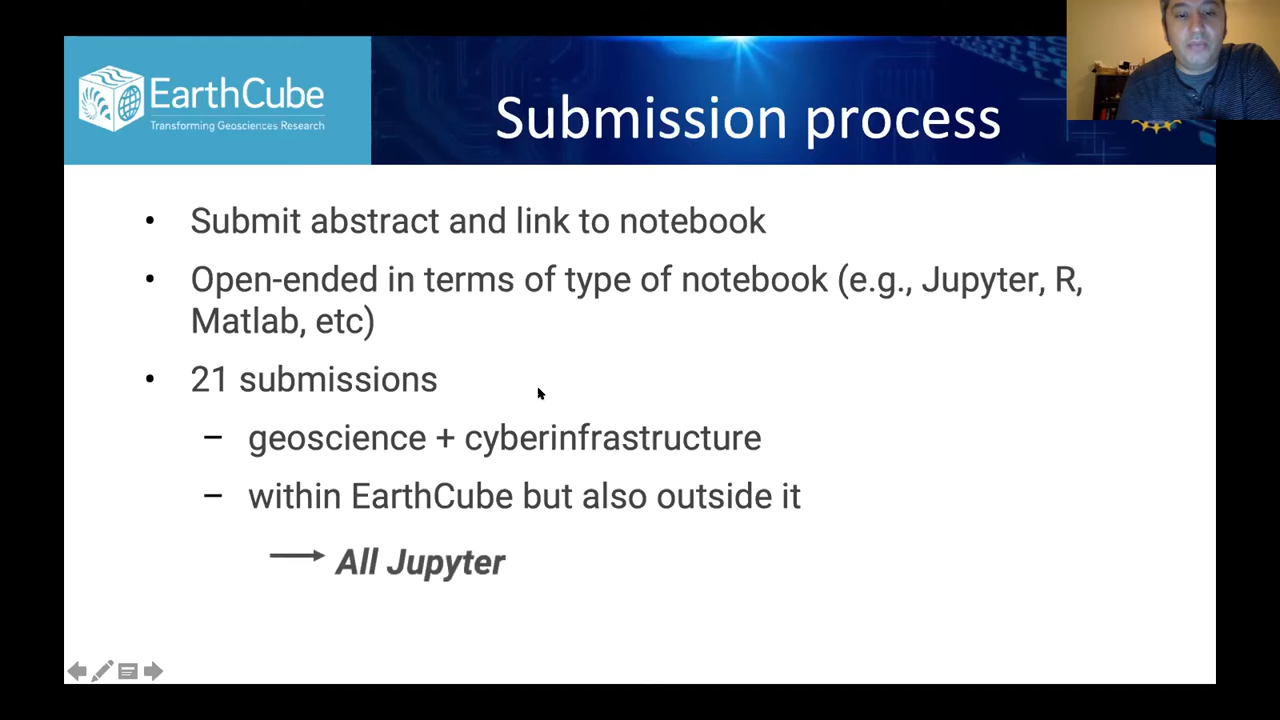 EarthCube
Transforming Geosciences Research
Submission process
• Submit abstract and link to notebook
• Open-ended in terms of type of notebook (e.g., Jupyter, R,
Matlab, etc)
• 21 submissions
– geoscience + cyberinfrastructure
– within EarthCube but also outside it
All Jupyter